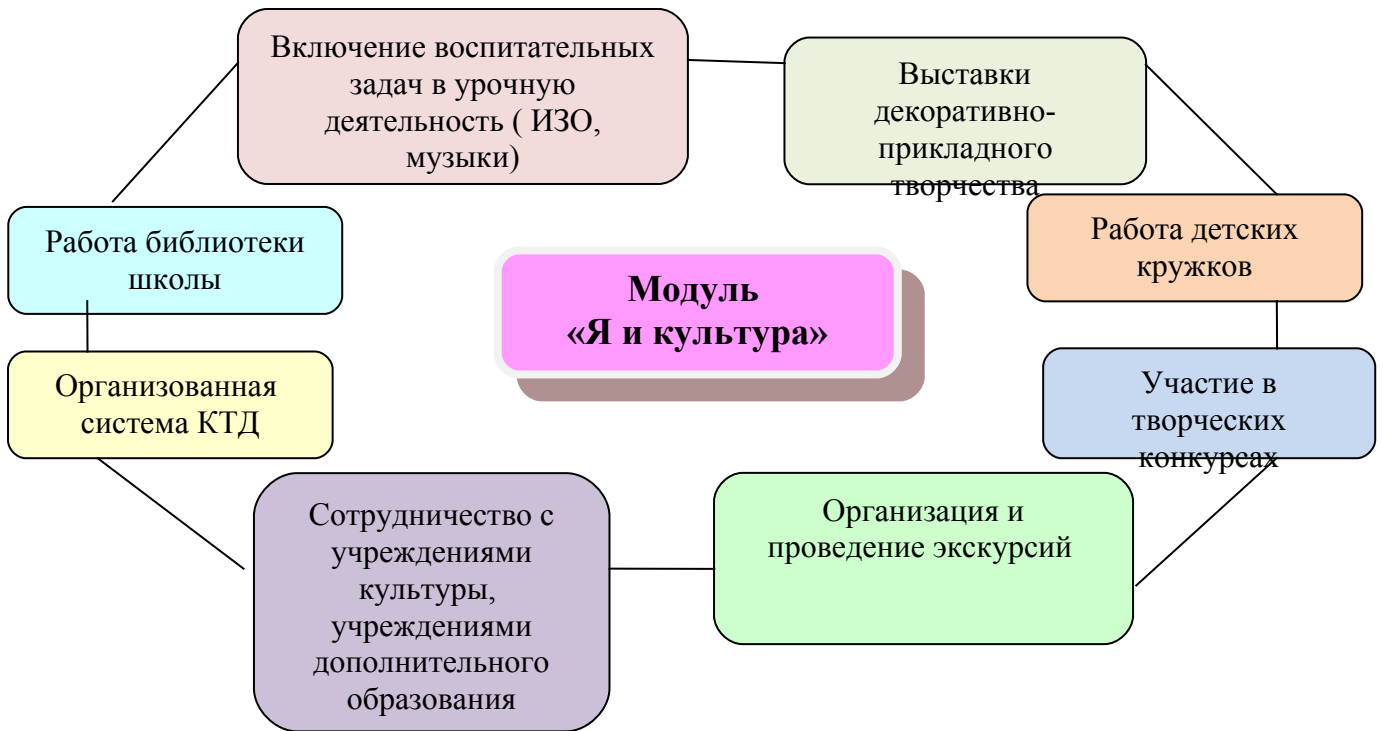 Включение воспитательных
задач в урочную
деятельность ( ИЗО,
музыки)
Выставки
декоративно-
прикладного
творчества
Работа библиотеки
школы
Работа детских
кружков
Модуль
«Я и культура»
Организованная
система КТД
Участие в
творческих
конкурсах
Сотрудничество с
учреждениями
культуры,
учреждениями
дополнительного
образования
Организация и
проведение экскурсий